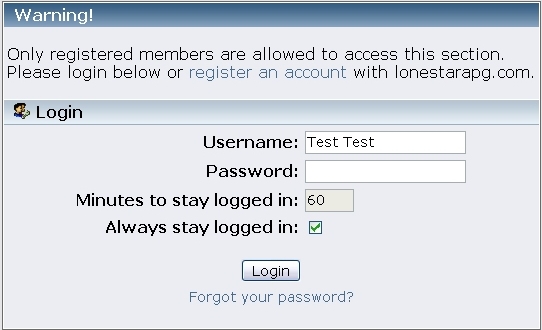 Warning!
Only registered members are allowed to access this section.
Please login below or register an account with lonestarapg.com.
Login
Username: Test Test
Password:
Minutes to stay logged in: 60
Always stay logged in:
Login
Forgot your password?